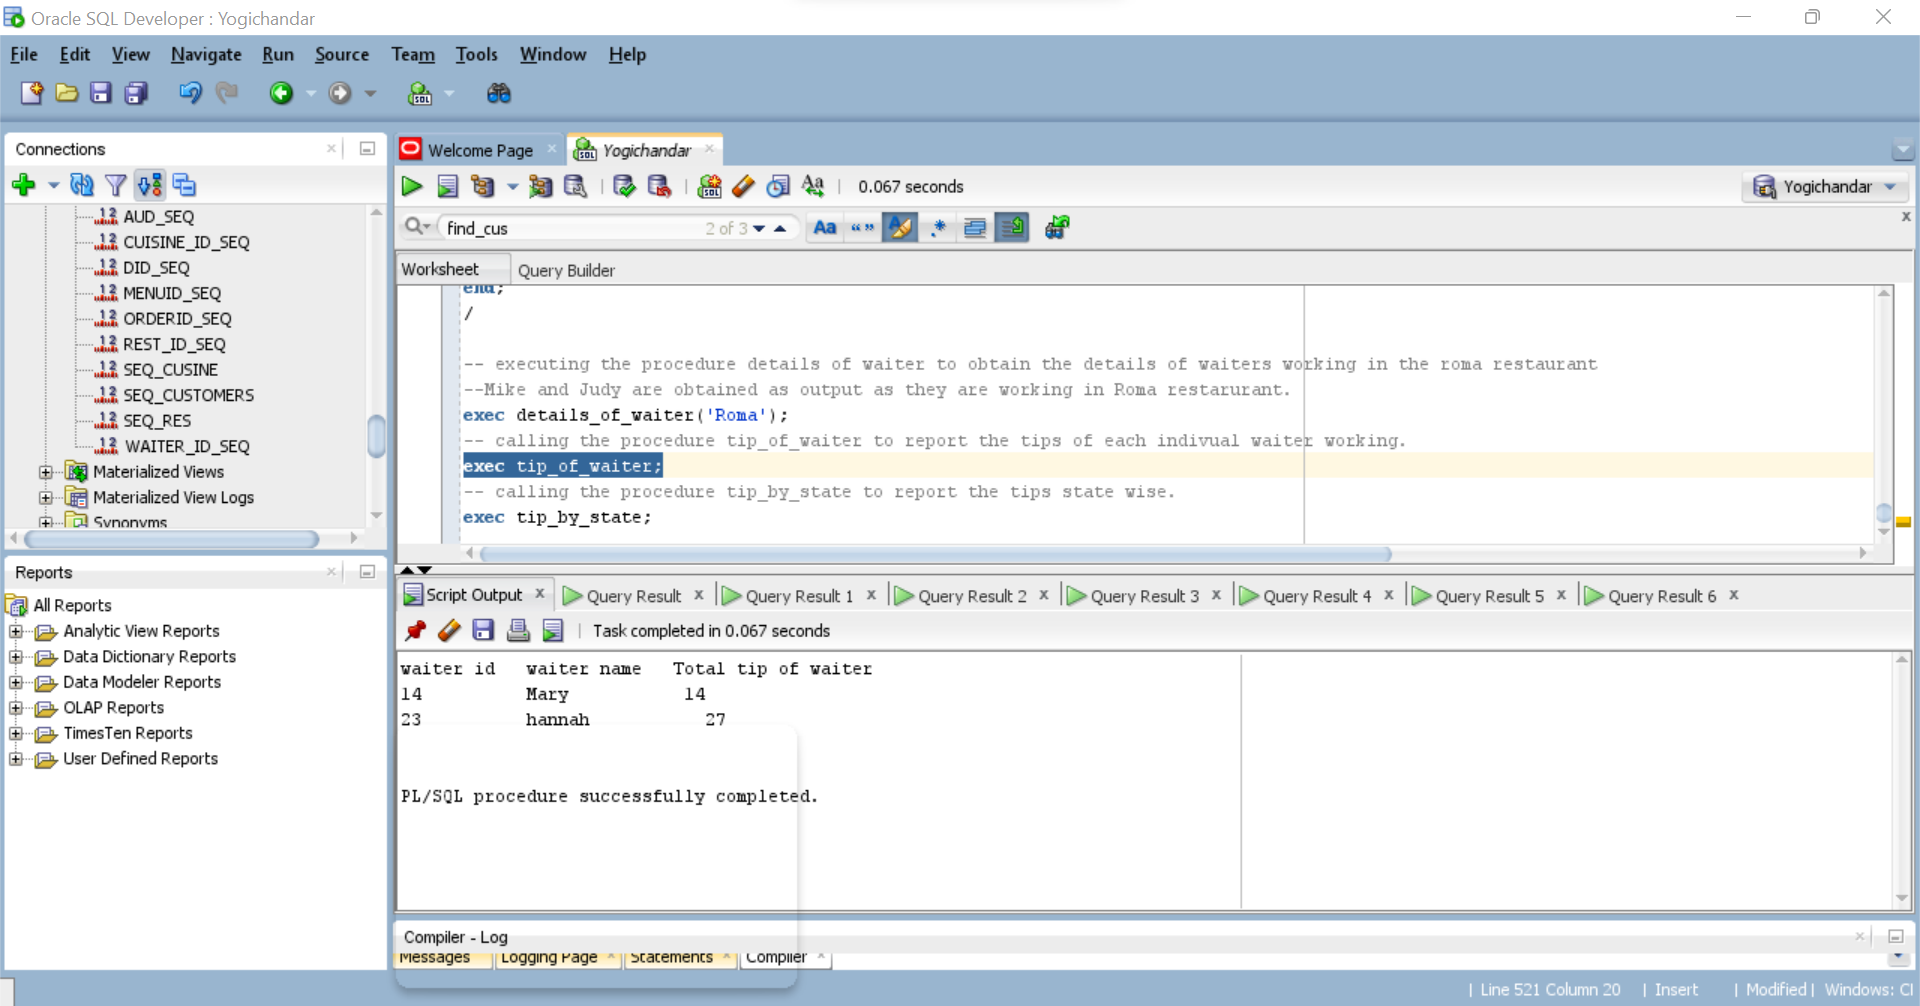 Oracle SQL Developer : Yogichandar
File Edit View Navigate Run Source Team Tools Window Help
Connections
AUD_SEQ
CUISINE_ID_SEQ
DID_SEQ
MENUID_SEQ
ORDERID_SEQ
REST_ID_SEQ
SEQ_CUSINE
SEQ_CUSTOMERS
SEQ_RES
WAITER_ID_SEQ
Materialized Views
Materialized View Logs
Synonyms
Reports
All Reports
Analytic View Reports
Data Dictionary Reports
Data Modeler Reports
OLAP Reports
TimesTen Reports
User Defined Reports
Welcome Page Yogichandar
0.067 seconds Yogichandar
find_cus 2 of 3 Aa “ ” .*
Worksheet Query Builder
end;
/
-- executing the procedure details of waiter to obtain the details of waiters working in the roma restaurant
--Mike and Judy are obtained as output as they are working in Roma restarurant.
exec details_of_waiter('Roma');
-- calling the procedure tip_of_waiter to report the tips of each indivual waiter working.
exec tip_of_waiter;
-- calling the procedure tip_by_state to report the tips state wise.
exec tip_by_state;
Script Output Query Result Query Result 1 Query Result 2 Query Result 3 Query Result 4 Query Result 5 Query Result 6
Task completed in 0.067 seconds
waiter id waiter name Total tip of waiter
14 Mary 14
23 hannah 27
PL/SQL procedure successfully completed.
Compiler - Log
Messages Logging Page Statements Compiler
Line 521 Column 20 | Insert | Modified | Windows: Cl